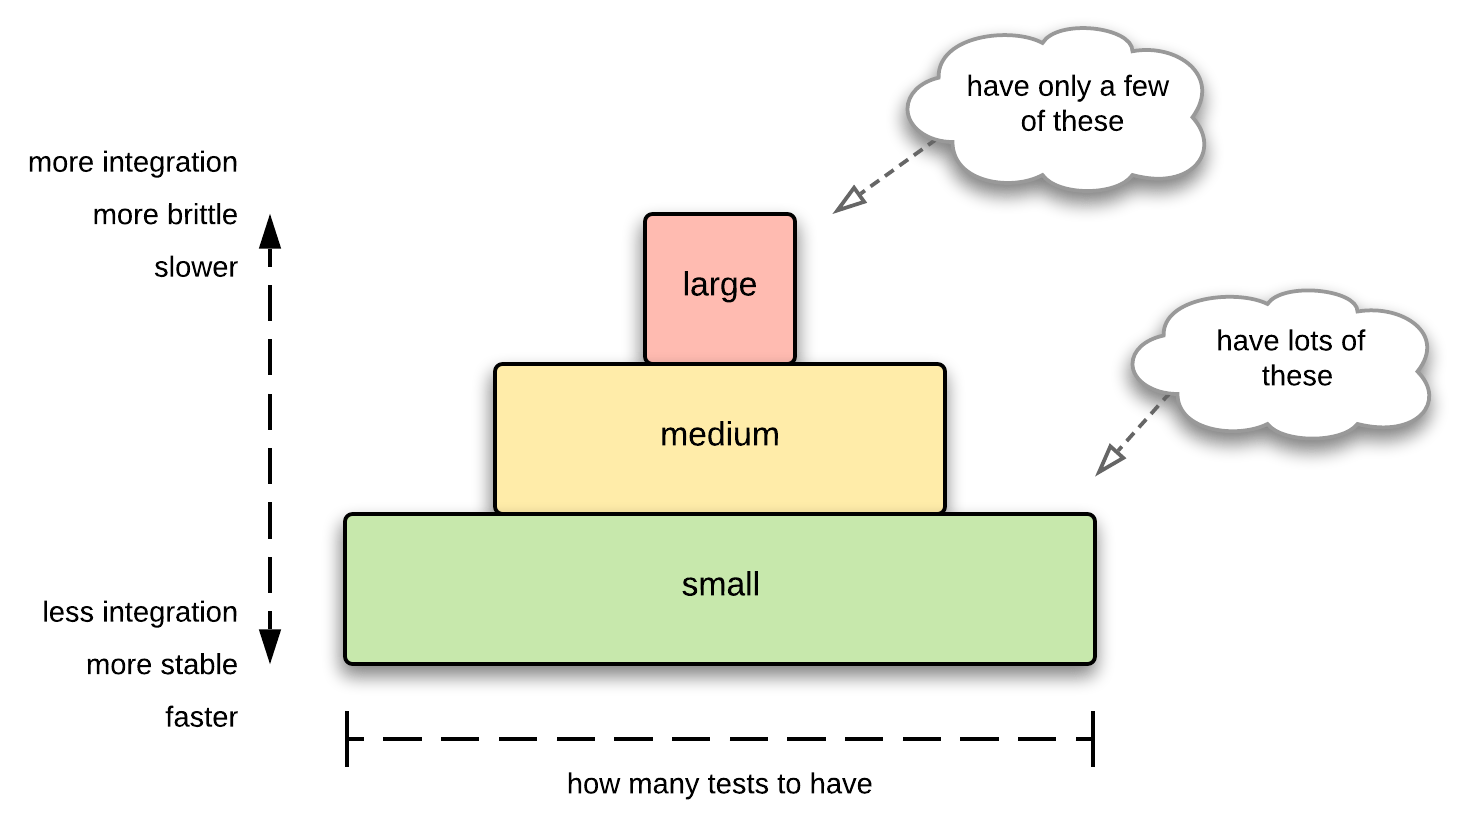 have only a few
of these
more integration
more brittle
slower
large
have lots of
these
medium
small
less integration
more stable
faster
how many tests to have